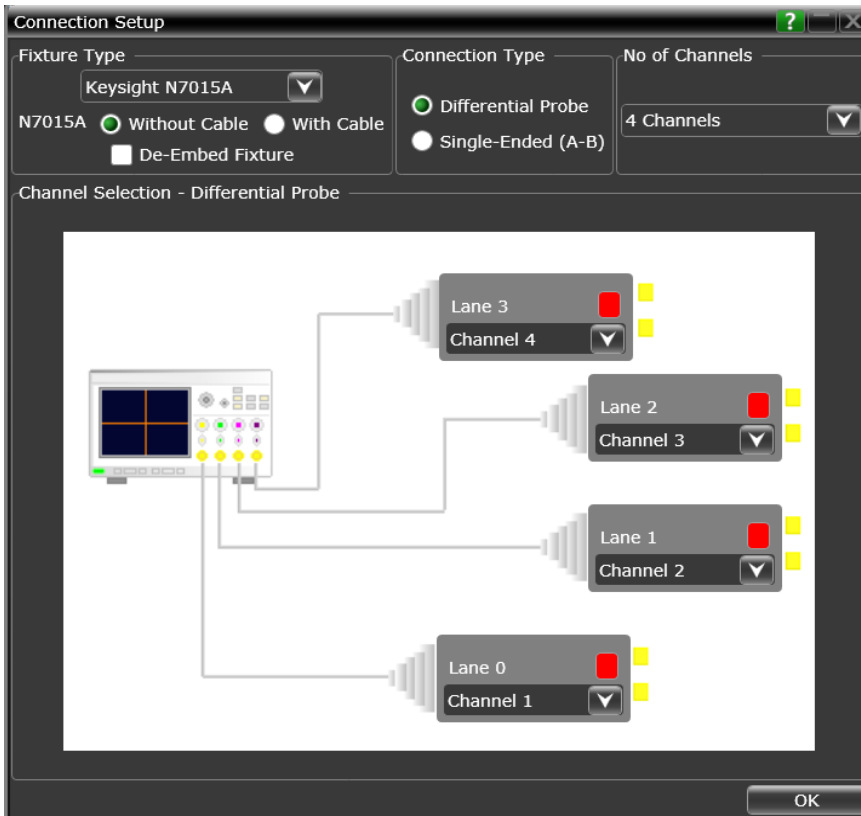 Connection Setup
?
Fixture Type
Keysight N7015A
N7015A Without Cable With Cable
De-Embed Fixture
Connection Type
Differential Probe
Single-Ended (A-B)
No of Channels
4 Channels
Channel Selection - Differential Probe
Lane 3
Channel 4
Lane 2
Channel 3
Lane 1
Channel 2
Lane 0
Channel 1
OK